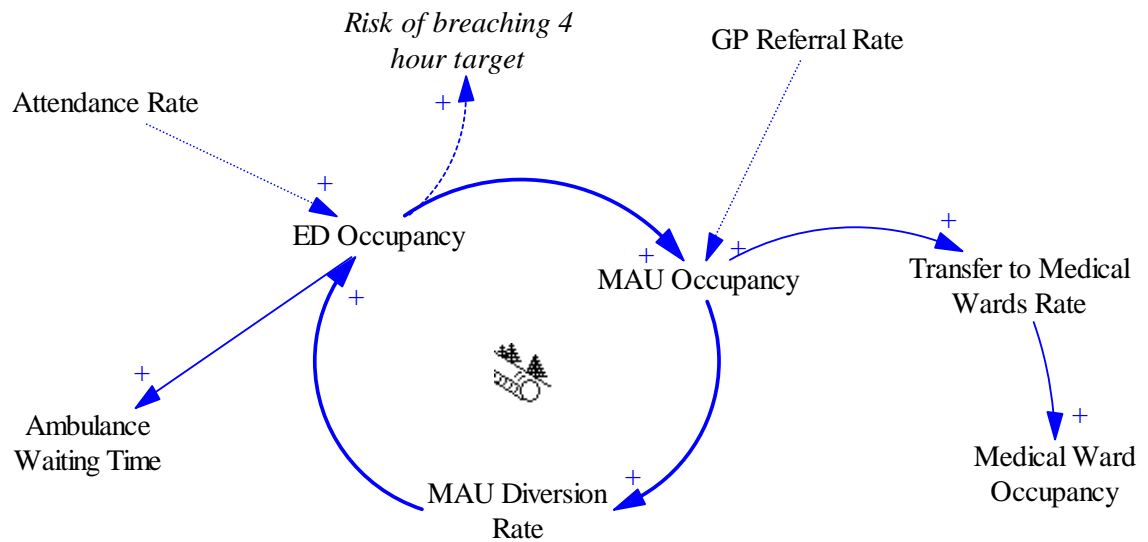 Risk of breaching 4
hour target
GP Referral Rate
Attendance Rate
+
+
ED Occupancy
+
+
+
MAU Occupancy
Transfer to Medical
Wards Rate
+
+
Ambulance
Waiting Time
+
Medical Ward
Occupancy
+
MAU Diversion
Rate